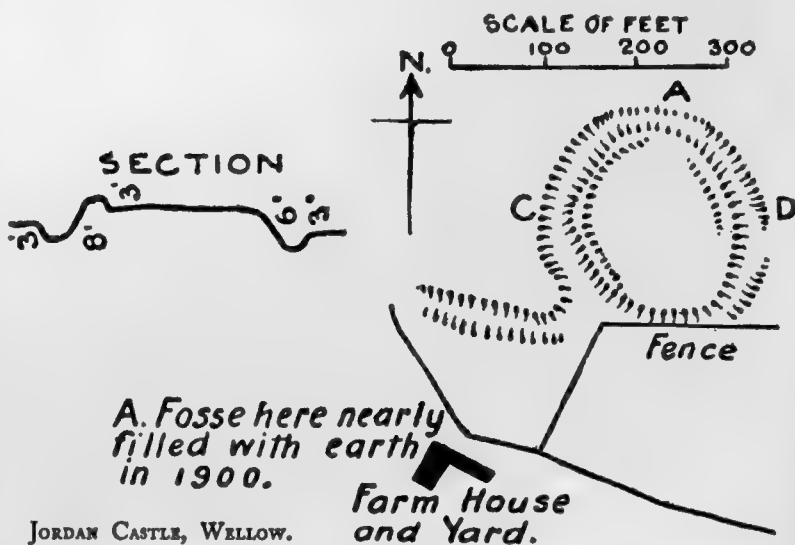 SCALE OF FEET
0 100 200 300
N.
A
SECTION
3' 8' 3' 6' 3'
C D
Fence
A. Fosse here nearly
filled with earth
in 1900.
Farm House
and Yard.
JORDAN CASTLE, WELLOW.